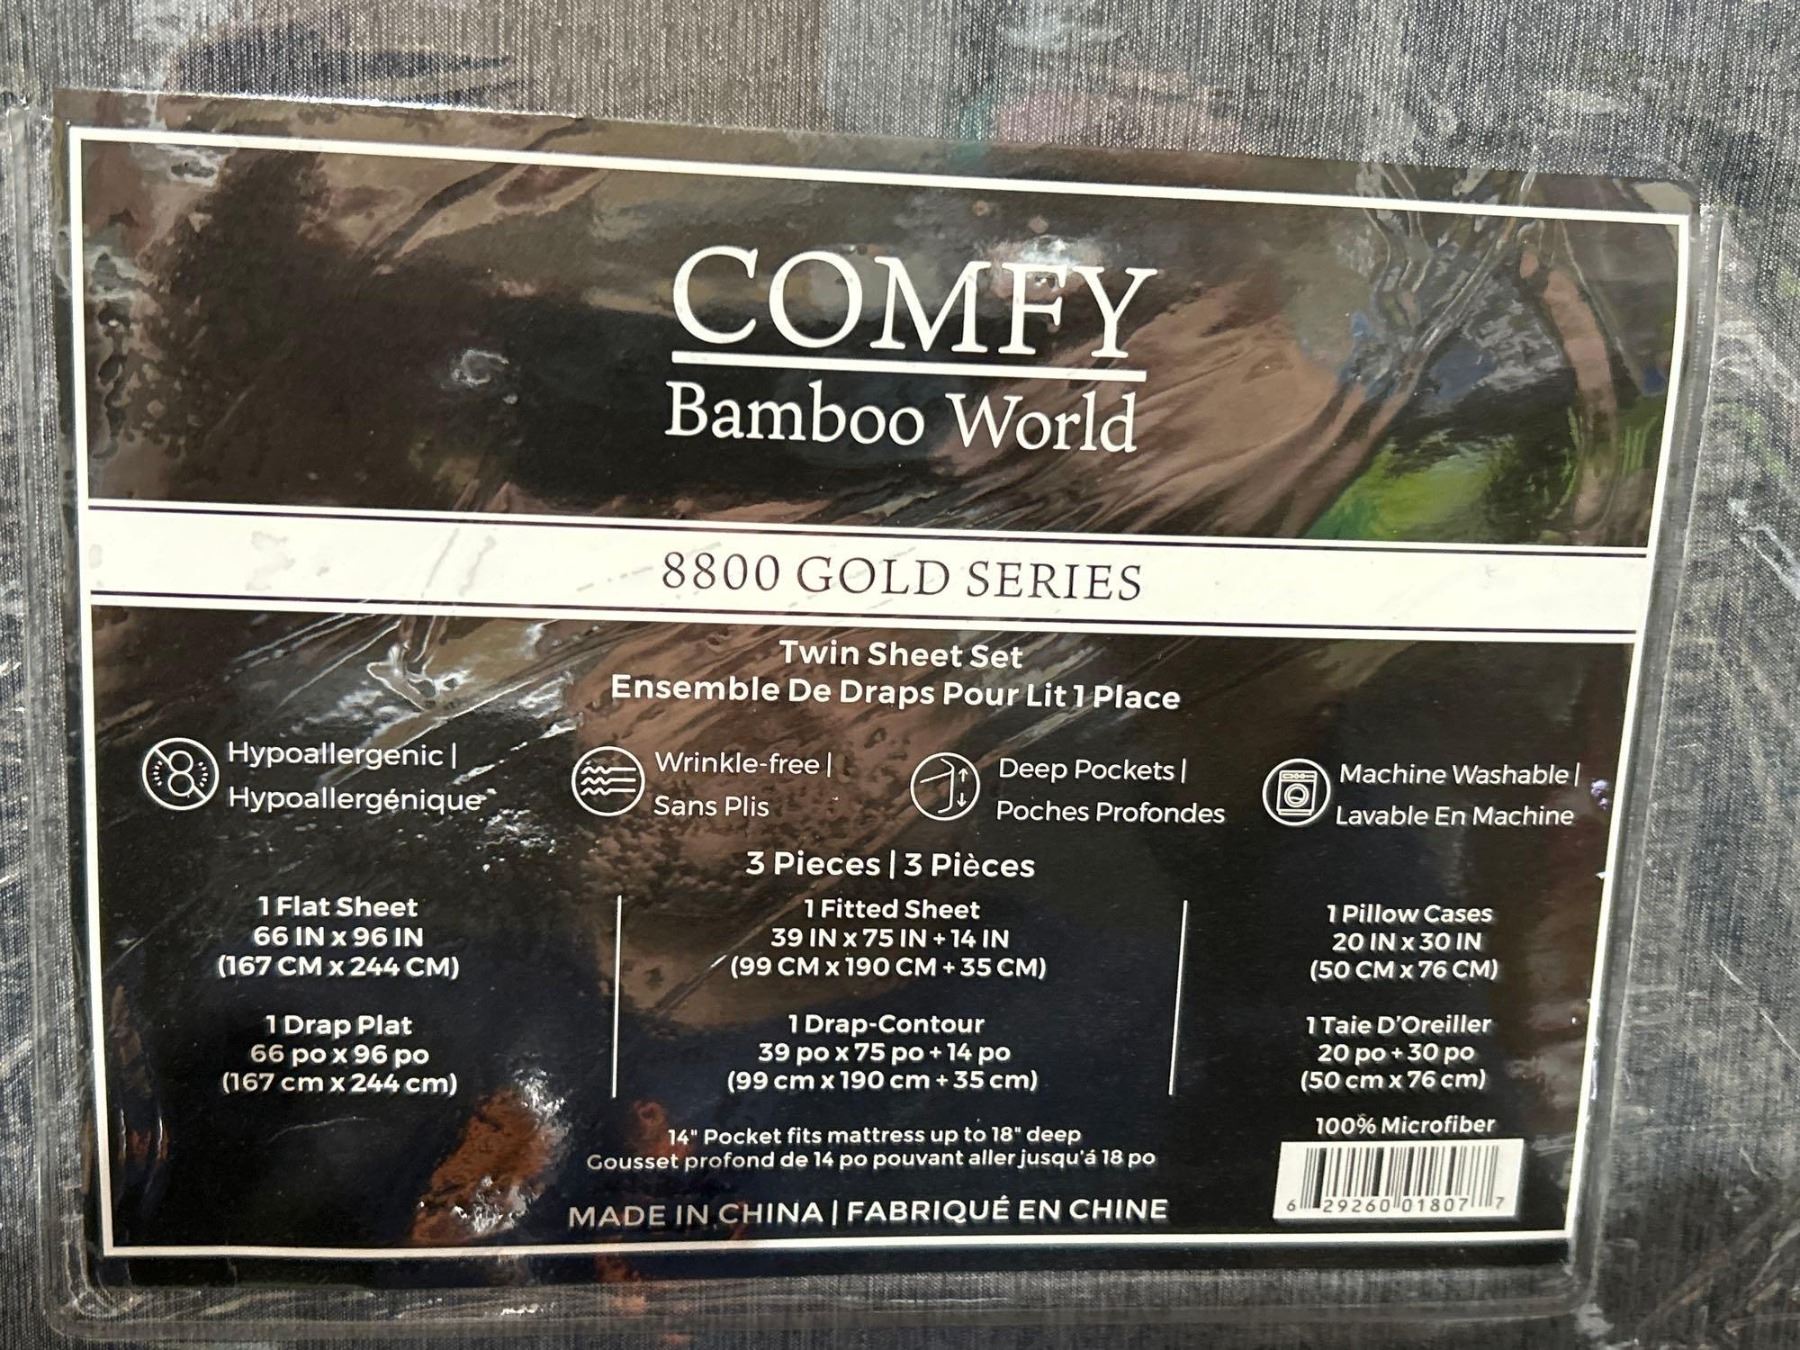 COMFY
Bamboo World
8800 GOLD SERIES
Twin Sheet Set
Ensemble De Draps Pour Lit 1 Place
Hypoallergenic |
Hypoallergénique
Wrinkle-free |
Sans Plis
Deep Pockets |
Poches Profondes
Machine Washable |
Lavable En Machine
3 Pieces | 3 Pièces
1 Flat Sheet
66 IN x 96 IN
(167 CM x 244 CM)
1 Drap Plat
66 po x 96 po
(167 cm x 244 cm)
1 Fitted Sheet
39 IN x 75 IN + 14 IN
(99 CM x 190 CM + 35 CM)
1 Drap-Contour
39 po x 75 po + 14 po
(99 cm x 190 cm + 35 cm)
1 Pillow Cases
20 IN x 30 IN
(50 CM x 76 CM)
1 Taie D'Oreiller
20 po + 30 po
(50 cm x 76 cm)
14" Pocket fits mattress up to 18" deep
Gousset profond de 14 po pouvant aller jusqu'á 18 po
MADE IN CHINA | FABRIQUÉ EN CHINE
100% Microfiber
6 29260 01807 7